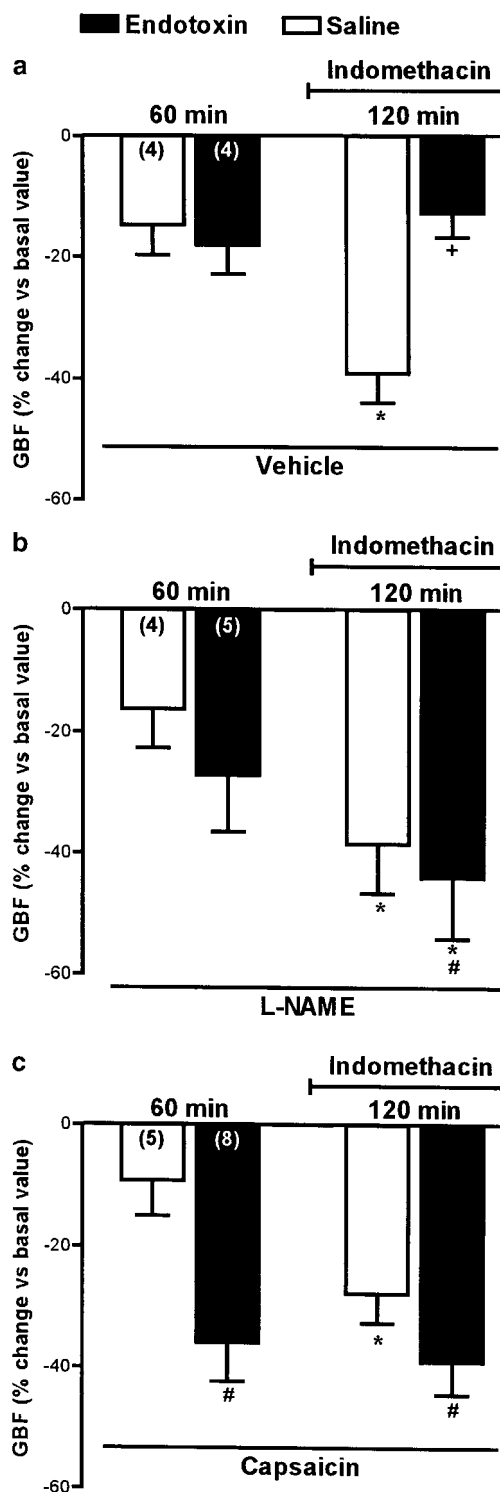 Endotoxin Saline
a
Indomethacin
60 min 120 min
0
-20
-40
-60
GBF (% change vs basal value)
(4) (4)
+
*
Vehicle
b
Indomethacin
60 min 120 min
0
-20
-40
-60
GBF (% change vs basal value)
(4) (5)
*
*
#
L-NAME
c
Indomethacin
60 min 120 min
0
-20
-40
-60
GBF (% change vs basal value)
(5) (8)
*
# #
Capsaicin